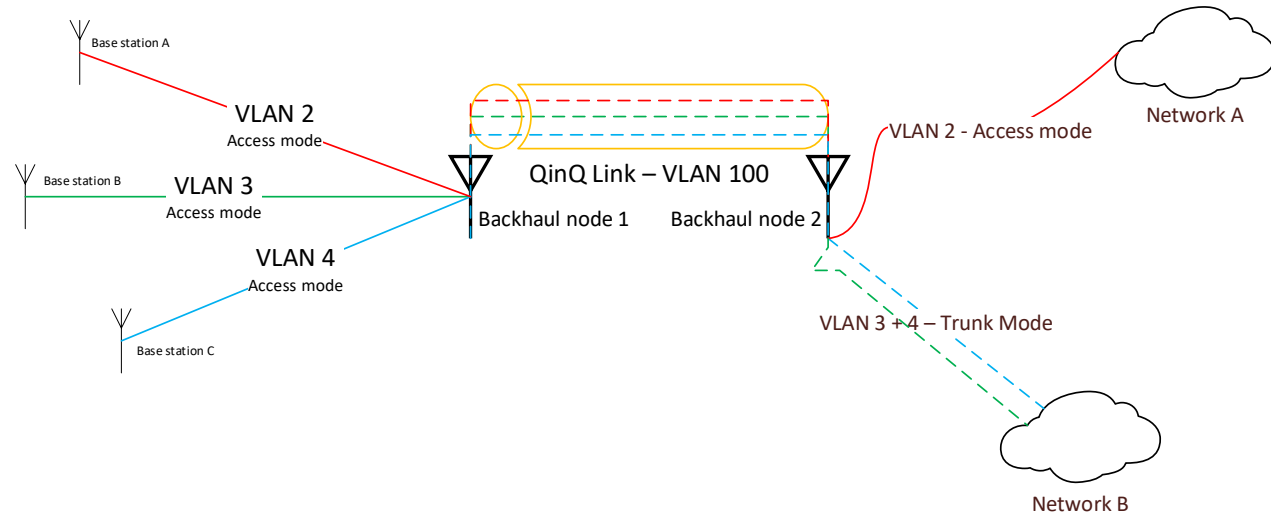 Base station A
VLAN 2
Access mode
Base station B
VLAN 3
Access mode
VLAN 4
Access mode
Base station C
QinQ Link – VLAN 100
Backhaul node 1
Backhaul node 2
VLAN 2 - Access mode
Network A
VLAN 3 + 4 – Trunk Mode
Network B